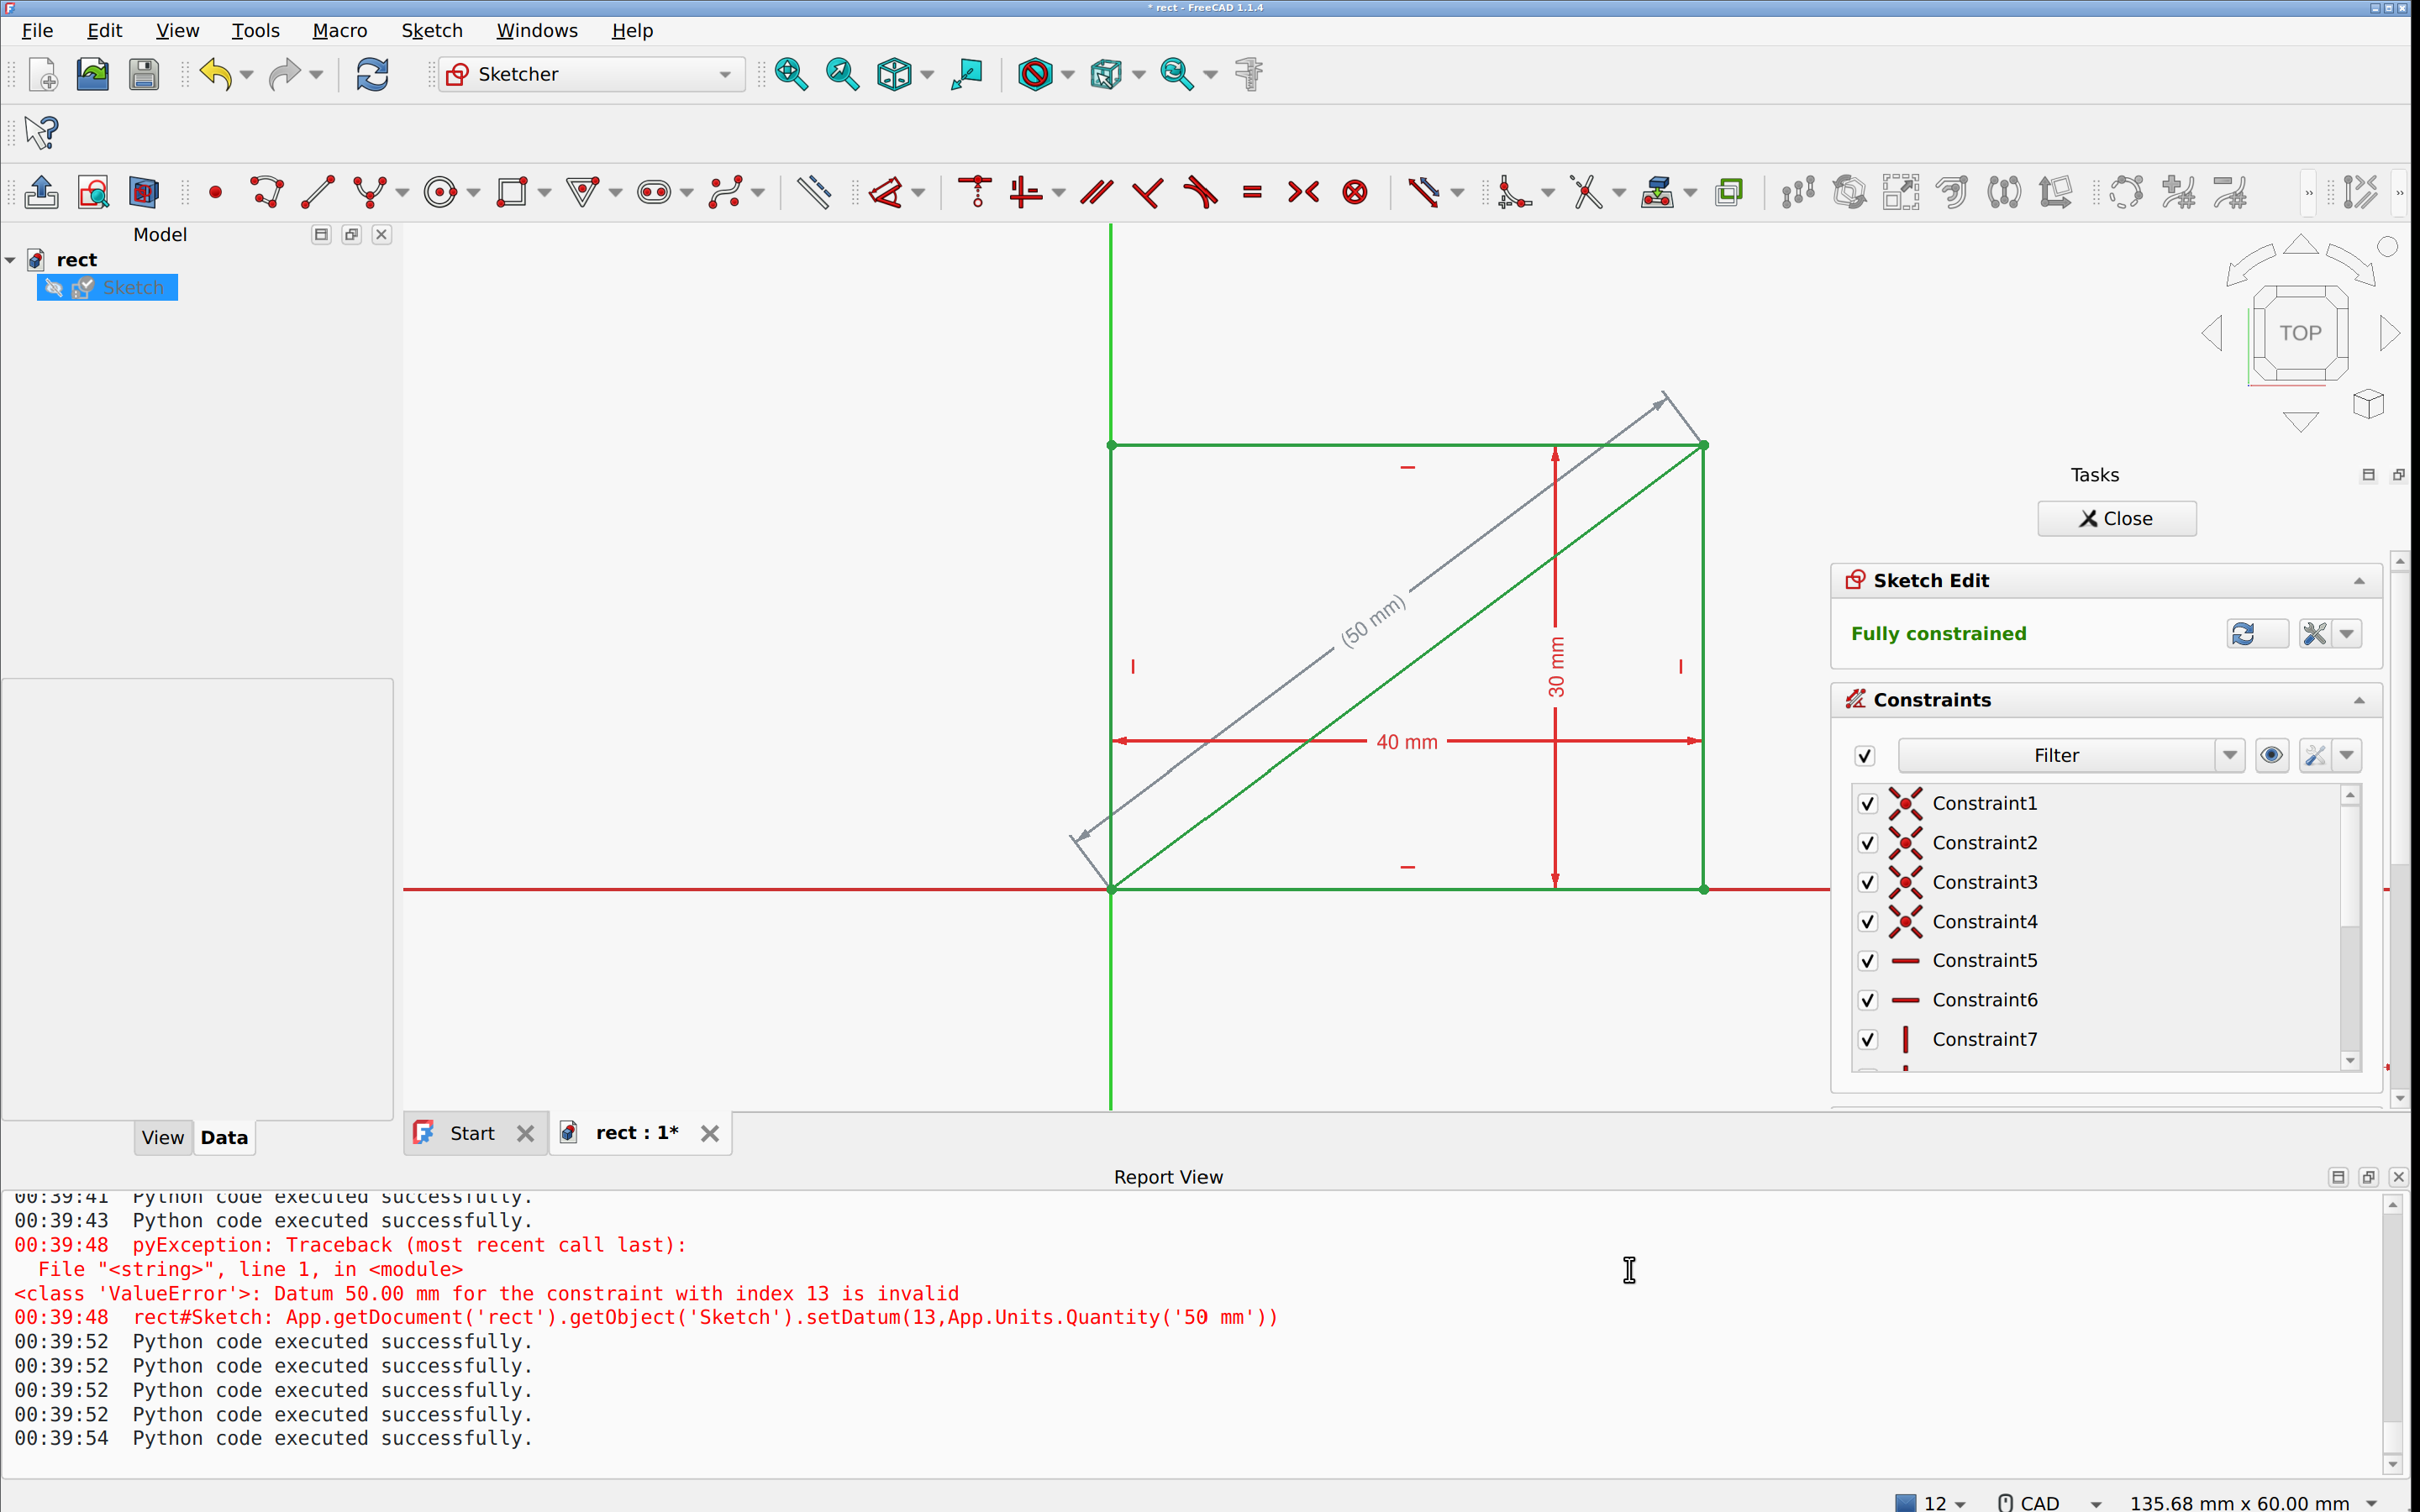 * rect - FreeCAD 1.1.4
File Edit View Tools Macro Sketch Windows Help
Sketcher
Model
rect
Sketch
TOP
Tasks
Close
Sketch Edit
Fully constrained
Constraints
Filter
Constraint1
Constraint2
Constraint3
Constraint4
Constraint5
Constraint6
Constraint7
(50 mm)
30 mm
40 mm
View Data
Start
rect : 1*
Report View
00:39:41 Python code executed successfully.
00:39:43 Python code executed successfully.
00:39:48 pyException: Traceback (most recent call last):
File "<string>", line 1, in <module>
<class 'ValueError'>: Datum 50.00 mm for the constraint with index 13 is invalid
00:39:48 rect#Sketch: App.getDocument('rect').getObject('Sketch').setDatum(13,App.Units.Quantity('50 mm'))
00:39:52 Python code executed successfully.
00:39:52 Python code executed successfully.
00:39:52 Python code executed successfully.
00:39:52 Python code executed successfully.
00:39:54 Python code executed successfully.
12 CAD 135.68 mm x 60.00 mm